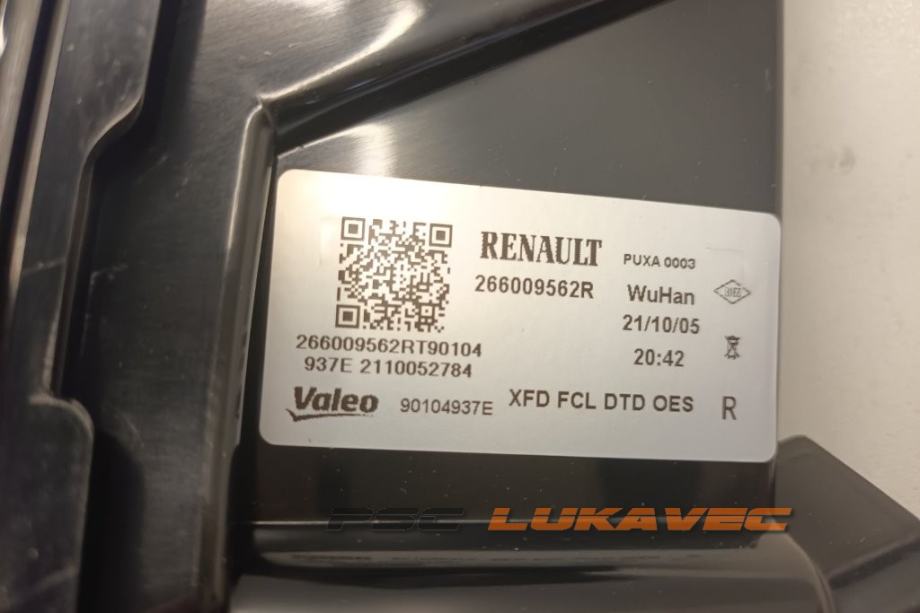 RENAULT
PUXA 0003
266009562R
WuHan
21/10/05
20:42
266009562RT90104
937E 2110052784
Valeo
90104937E
XFD FCL DTD OES
R
PSC LUKAVEC